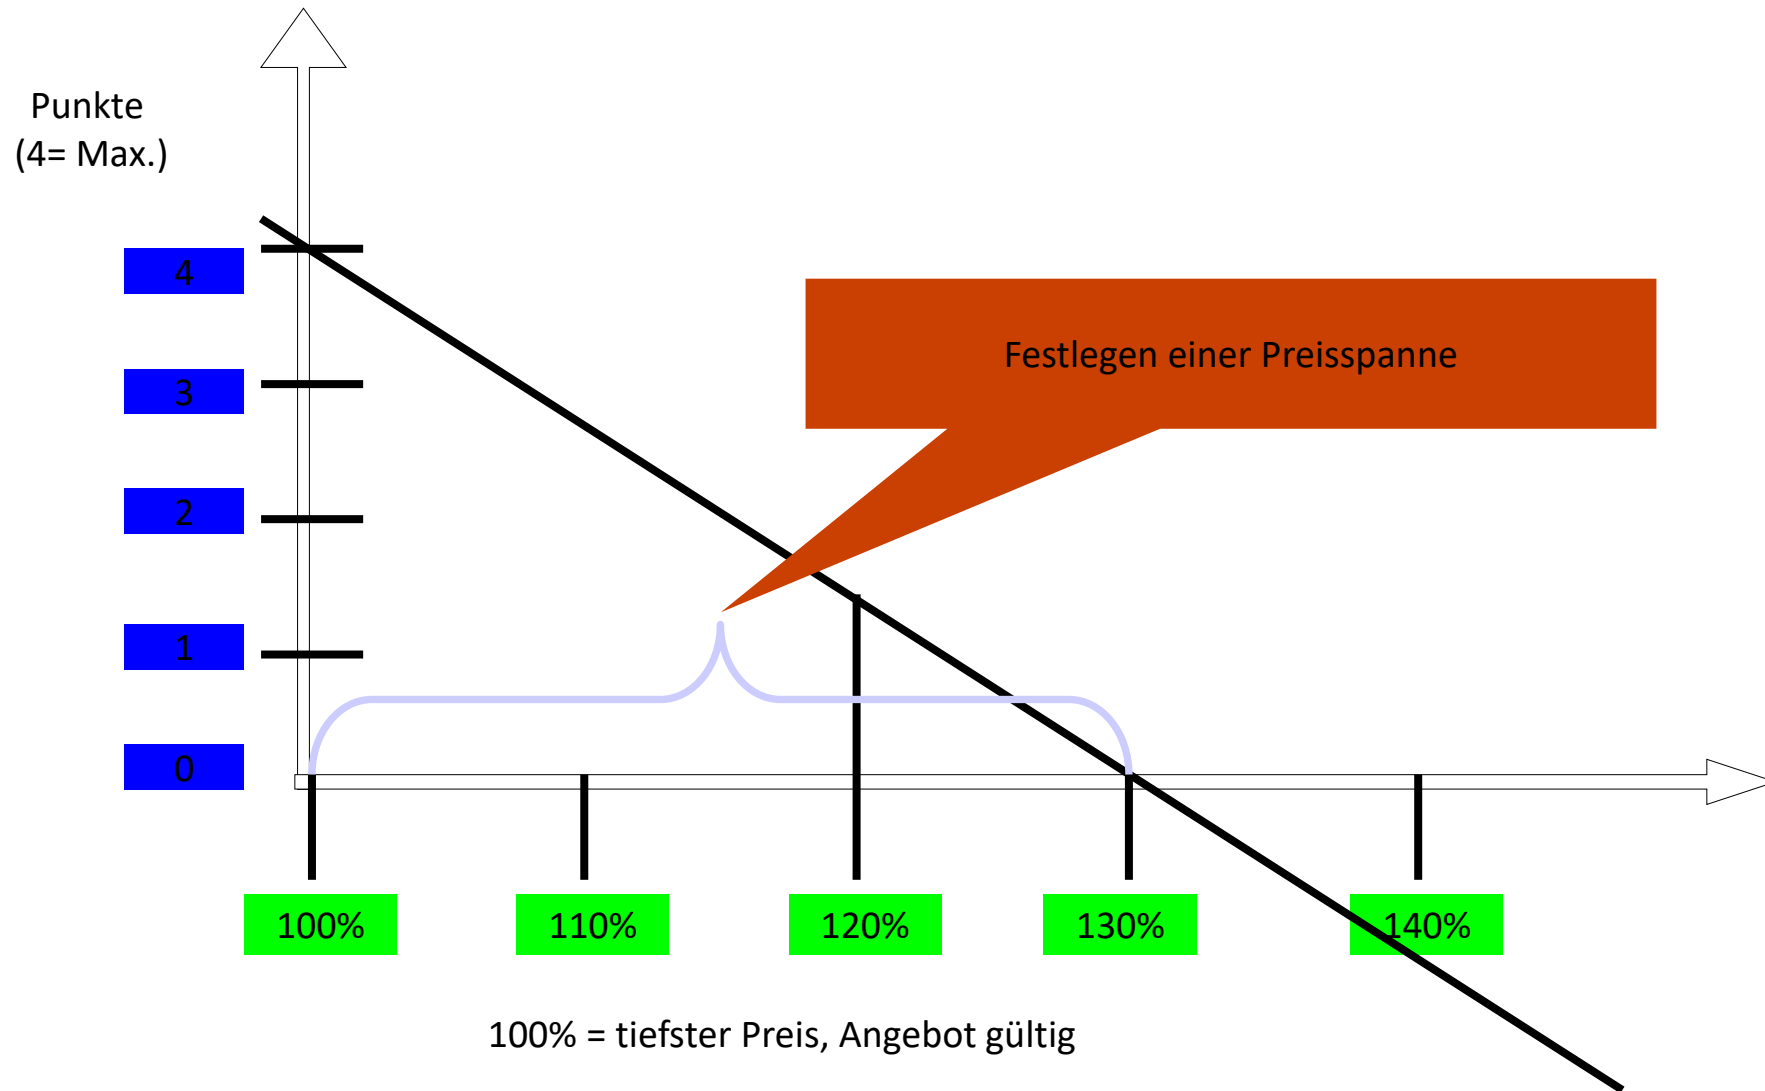 Punkte
(4= Max.)
4
Festlegen einer Preisspanne
3
2
1
0
100% 110% 120% 130% 140%
100% = tiefster Preis, Angebot gültig